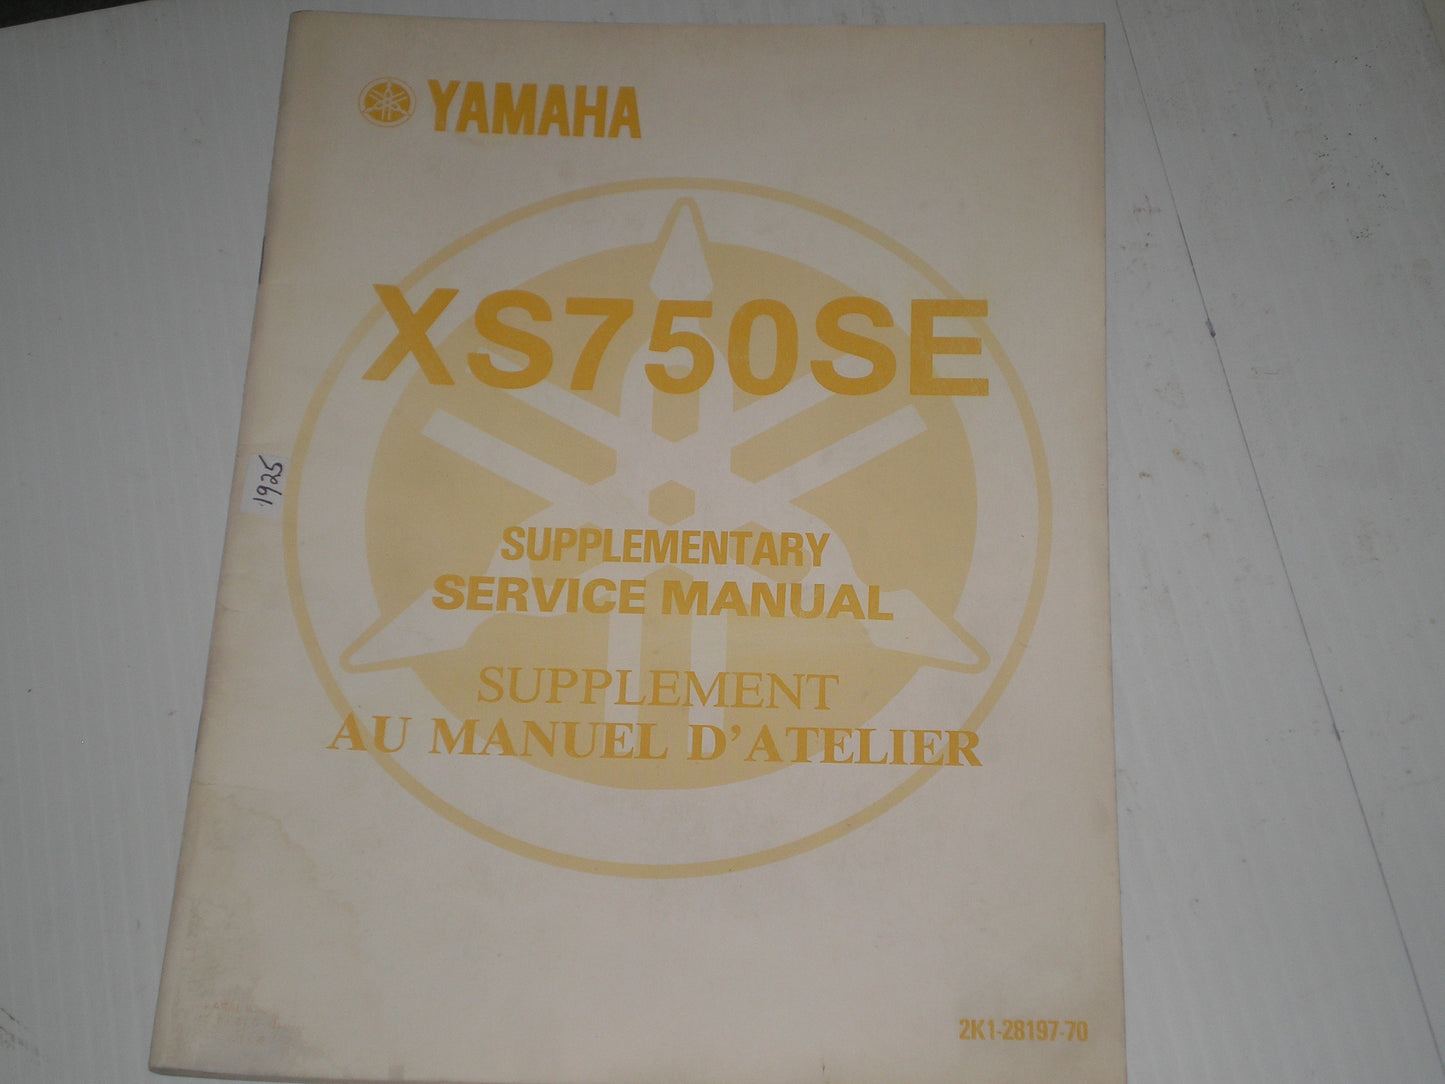 YAMAHA
XS750SE
1925
SUPPLEMENTARY
SERVICE MANUAL
SUPPLEMENT
AU MANUEL D'ATELIER
2K1-28197-70